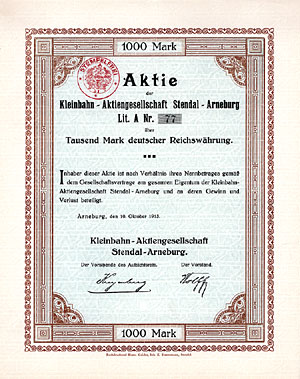 1000 Mark
STEMPELFREI
Aktie
der
Kleinbahn - Aktiengesellschaft Stendal - Arneburg
Lit. A Nr. 77
über
Tausend Mark deutscher Reichswährung.
Inhaber dieser Aktie ist nach Verhältnis ihres Nennbetrages gemäß
dem Gesellschaftsvertrage am gesamten Eigentum der Kleinbahn-
Aktiengesellschaft Stendal - Arneburg und an deren Gewinn und
Verlust beteiligt.
Arneburg, den 10. Oktober 1913.
Kleinbahn - Aktiengesellschaft
Stendal-Arneburg.
Der Vorsitzende des Aufsichtsrats. Der Vorstand.
Wolff
1000 Mark